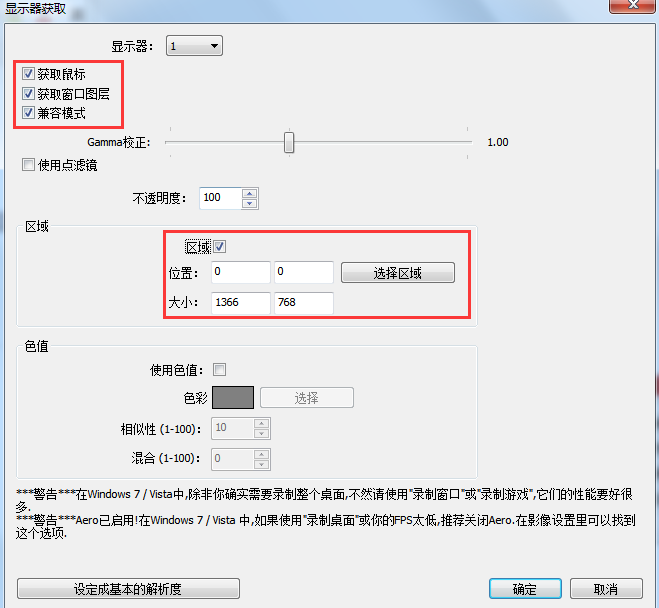 显示器获取
显示器: 1
获取鼠标
获取窗口图层
兼容模式
Gamma校正: 1.00
使用点滤镜
不透明度: 100
区域
区域
位置: 0 0 选择区域
大小: 1366 768
色值
使用色值:
色彩 选择
相似性 (1-100): 10
混合 (1-100): 0
***警告***在Windows 7 / Vista中,除非你确实需要录制整个桌面,不然请使用"录制窗口"或"录制游戏",它们的性能要好很
多.
***警告***Aero已启用!在Windows 7 / Vista 中,如果使用"录制桌面"或你的FPS太低,推荐关闭Aero.在影像设置里可以找到
这个选项.
设定成基本的解析度 确定 取消